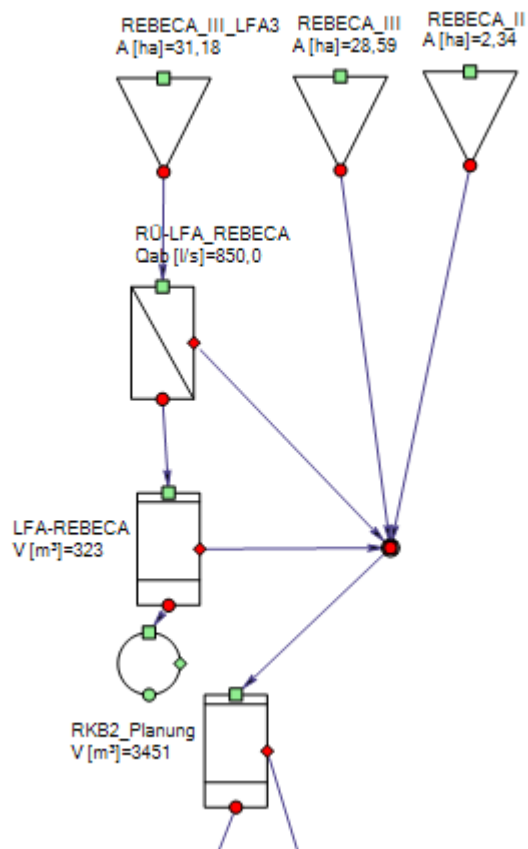 REBECA_III_LFA3
A [ha]=31,18
REBECA_III
A [ha]=28,59
REBECA_II
A [ha]=2,34
RÜ-LFA_REBECA
Qab [l/s]=850,0
LFA-REBECA
V [m³]=323
RKB2_Planung
V [m³]=3451